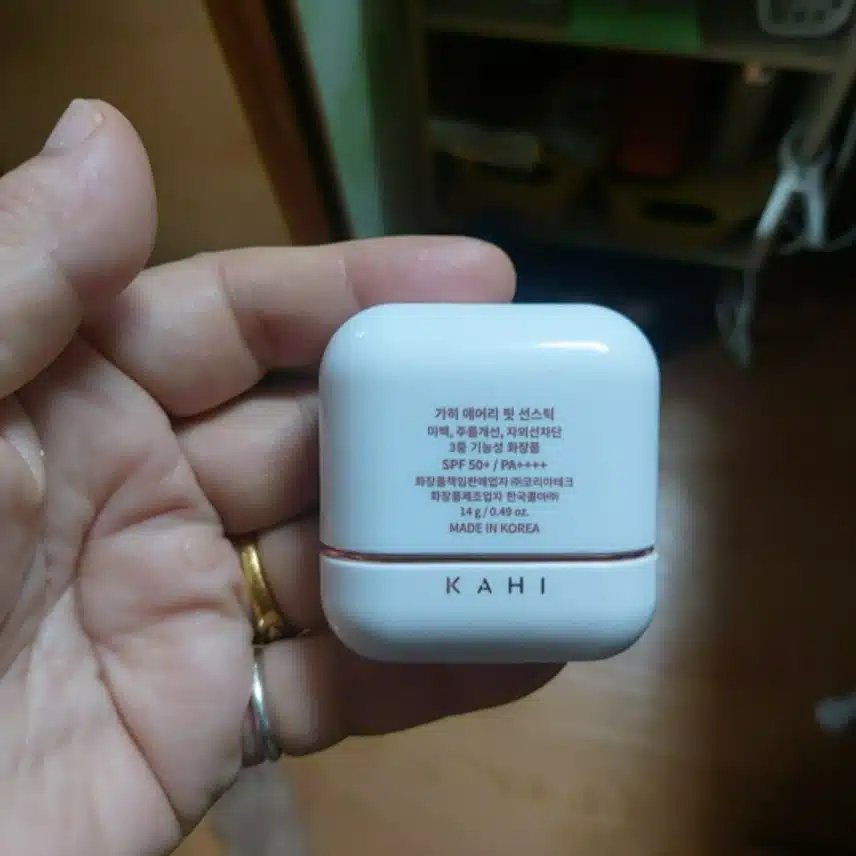 가히 에어리 핏 선스틱
미백, 주름개선, 자외선차단
3중 기능성 화장품
SPF 50+ / PA++++
화장품책임판매업자 ㈜코리아테크
화장품제조업자 한국콜마㈜
14 g / 0.49 oz.
MADE IN KOREA
KAHI